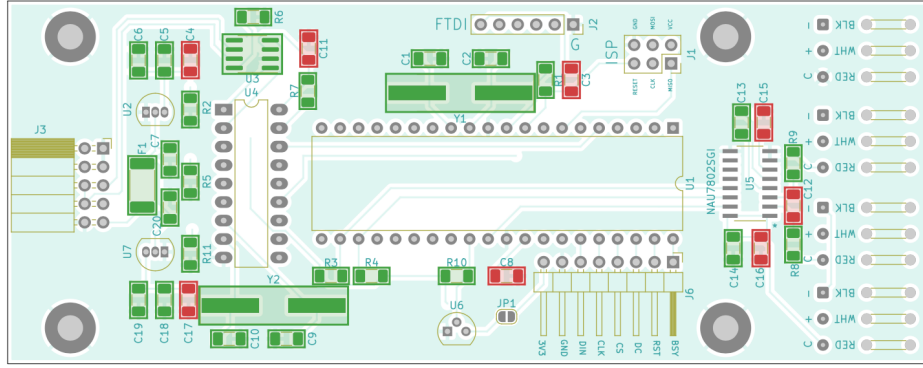 R6
FTDI
J2
G
GND MOSI VCC
ISP
J1
RESET CLK MISO
C6 C5 C4
C11
U3
C1 C2
R1 C3
Y1
U2
R2
U4
R7
C13 C15
J3
C7
F1
R5
C20
U1
NAU7802SGI
U5
R9
C12
*
U7
R11
C14 C16
R8
R3 R4 R10 C8
Y2
U6
JP1
J6
C19 C18 C17
C10 C9
3V3 GND DIN CLK CS DC RST BSY
- BLK
+ WHT
C RED
- BLK
+ WHT
C RED
- BLK
+ WHT
C RED
- BLK
+ WHT
C RED